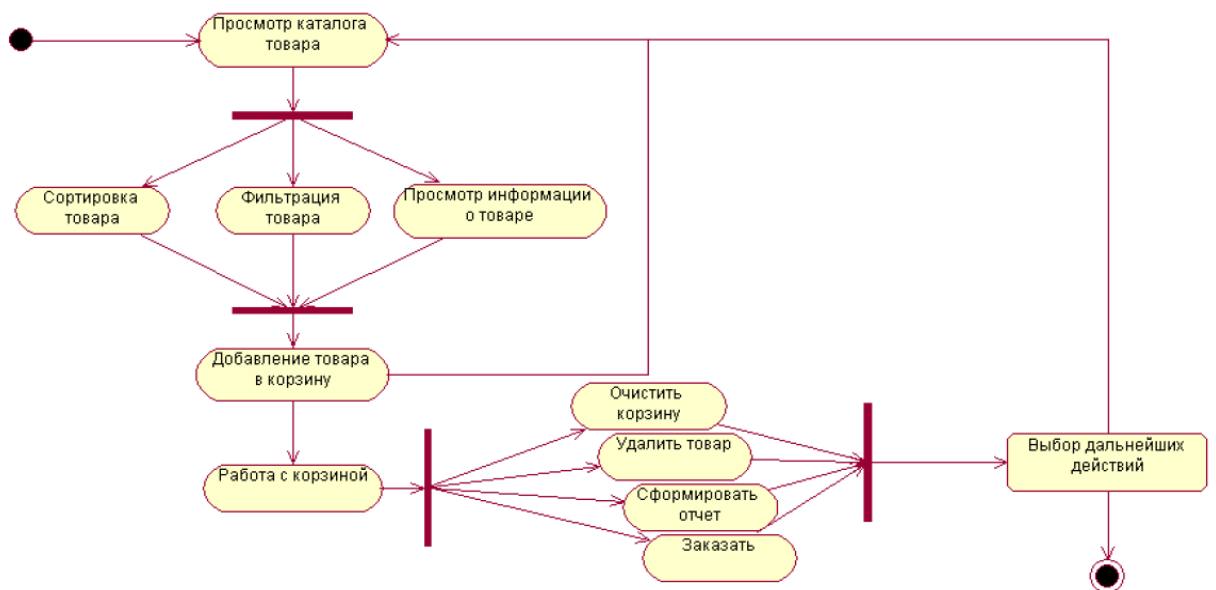 Просмотр каталога
товара
Сортировка
товара
Фильтрация
товара
Просмотр информации
о товаре
Добавление товара
в корзину
Работа с корзиной
Очистить
корзину
Удалить товар
Сформировать
отчет
Заказать
Выбор дальнейших
действий